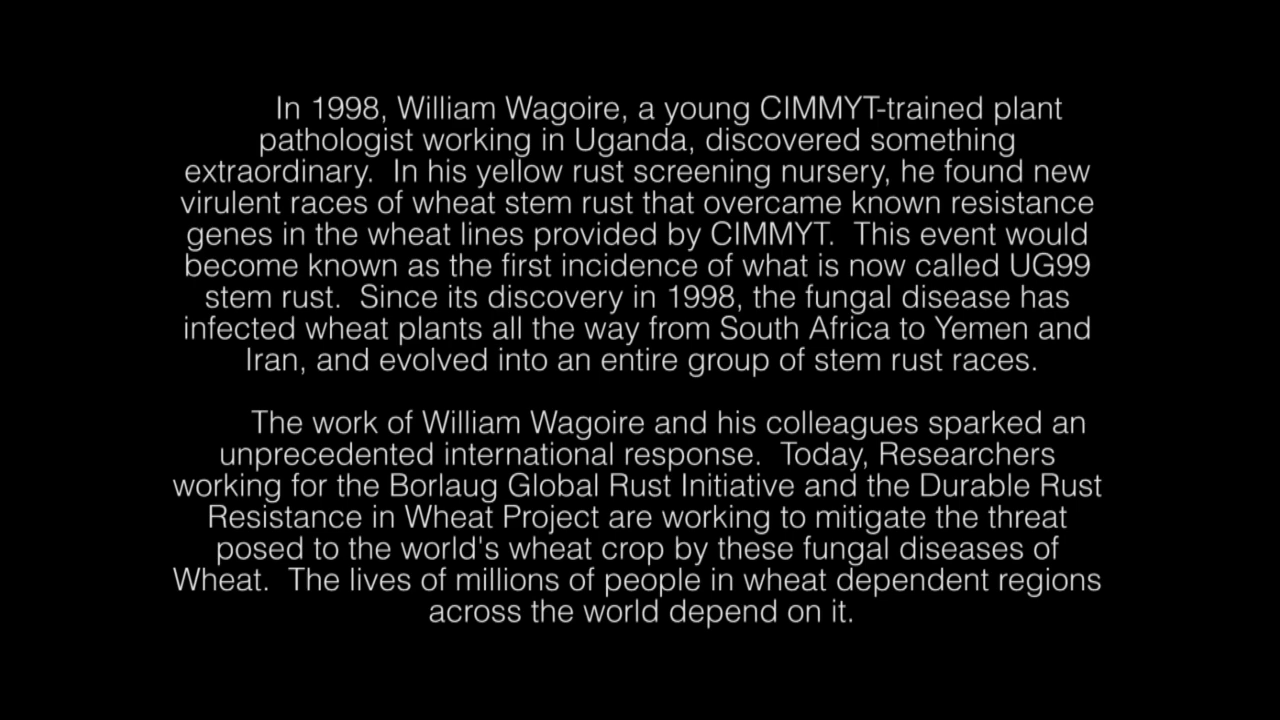 In 1998, William Wagoire, a young CIMMYT-trained plant
pathologist working in Uganda, discovered something
extraordinary.  In his yellow rust screening nursery, he found new
virulent races of wheat stem rust that overcame known resistance
genes in the wheat lines provided by CIMMYT.  This event would
become known as the first incidence of what is now called UG99
stem rust.  Since its discovery in 1998, the fungal disease has
infected wheat plants all the way from South Africa to Yemen and
Iran, and evolved into an entire group of stem rust races.
The work of William Wagoire and his colleagues sparked an
unprecedented international response.  Today, Researchers
working for the Borlaug Global Rust Initiative and the Durable Rust
Resistance in Wheat Project are working to mitigate the threat
posed to the world's wheat crop by these fungal diseases of
Wheat.  The lives of millions of people in wheat dependent regions
across the world depend on it.